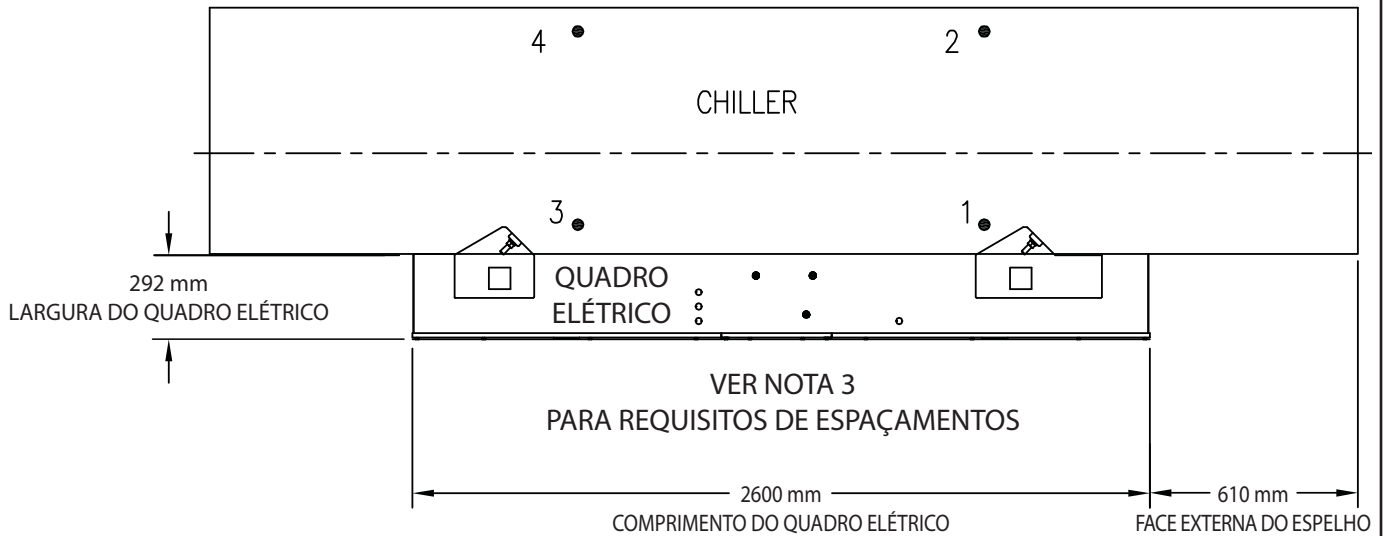 4
2
CHILLER
3
1
292 mm
LARGURA DO QUADRO ELÉTRICO
QUADRO
ELÉTRICO
VER NOTA 3
PARA REQUISITOS DE ESPAÇAMENTOS
2600 mm
COMPRIMENTO DO QUADRO ELÉTRICO
610 mm
FACE EXTERNA DO ESPELHO